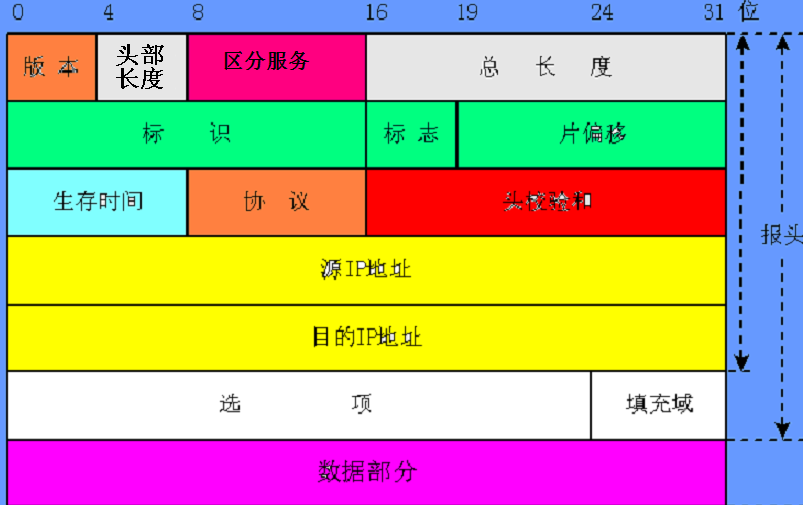 0 4 8 16 19 24 31 位
版 本 头部 区分服务 总 长 度
长度
标 识 标 志 片偏移
生存时间 协 议 头校验和
报头
源IP地址
目的IP地址
选 项 填充域
数据部分